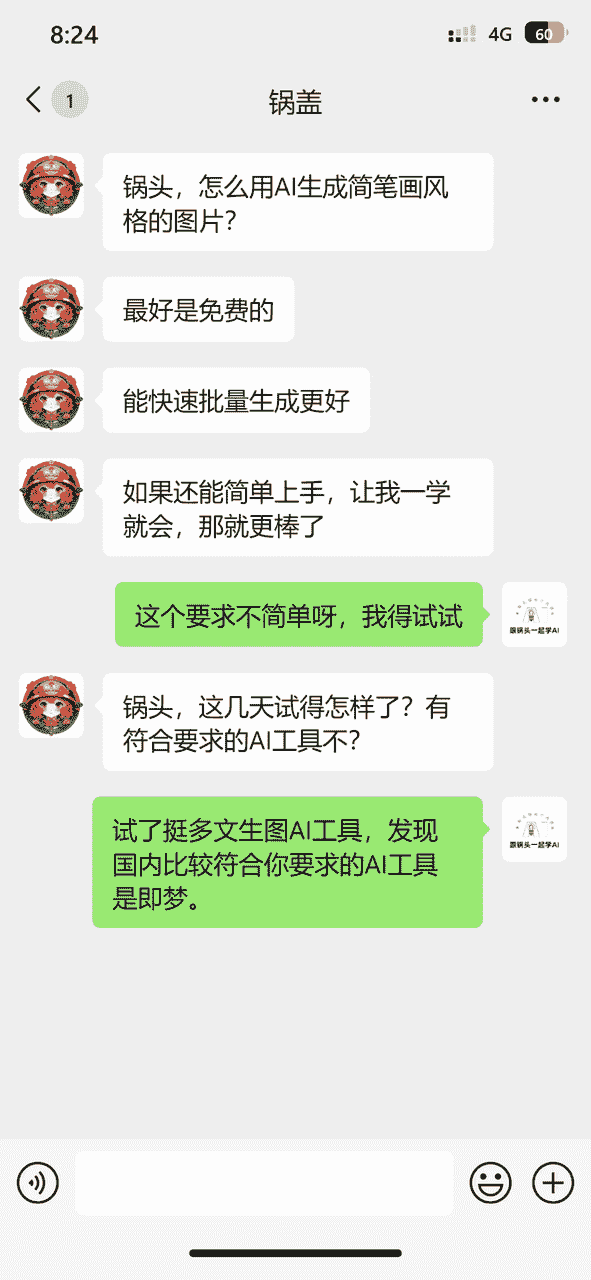 8:24
4G
60
1
锅盖
锅头，怎么用AI生成简笔画风
格的图片？
最好是免费的
能快速批量生成更好
如果还能简单上手，让我一学
就会，那就更棒了
这个要求不简单呀，我得试试
跟锅头一起学AI
锅头，这几天试得怎样了？有
符合要求的AI工具不？
试了挺多文生图AI工具，发现
国内比较符合你要求的AI工具
是即梦。
跟锅头一起学AI